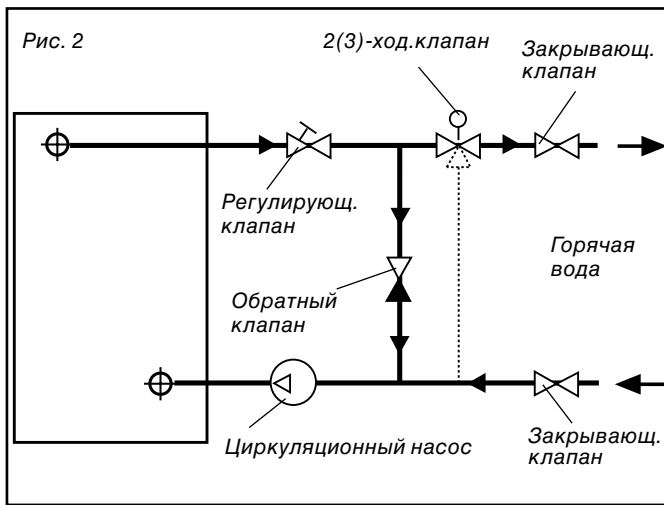 Рис. 2
2(3)-ход.клапан
Закрывающ.
клапан
Регулирующ.
клапан
Горячая
вода
Обратный
клапан
Циркуляционный насос
Закрывающ.
клапан